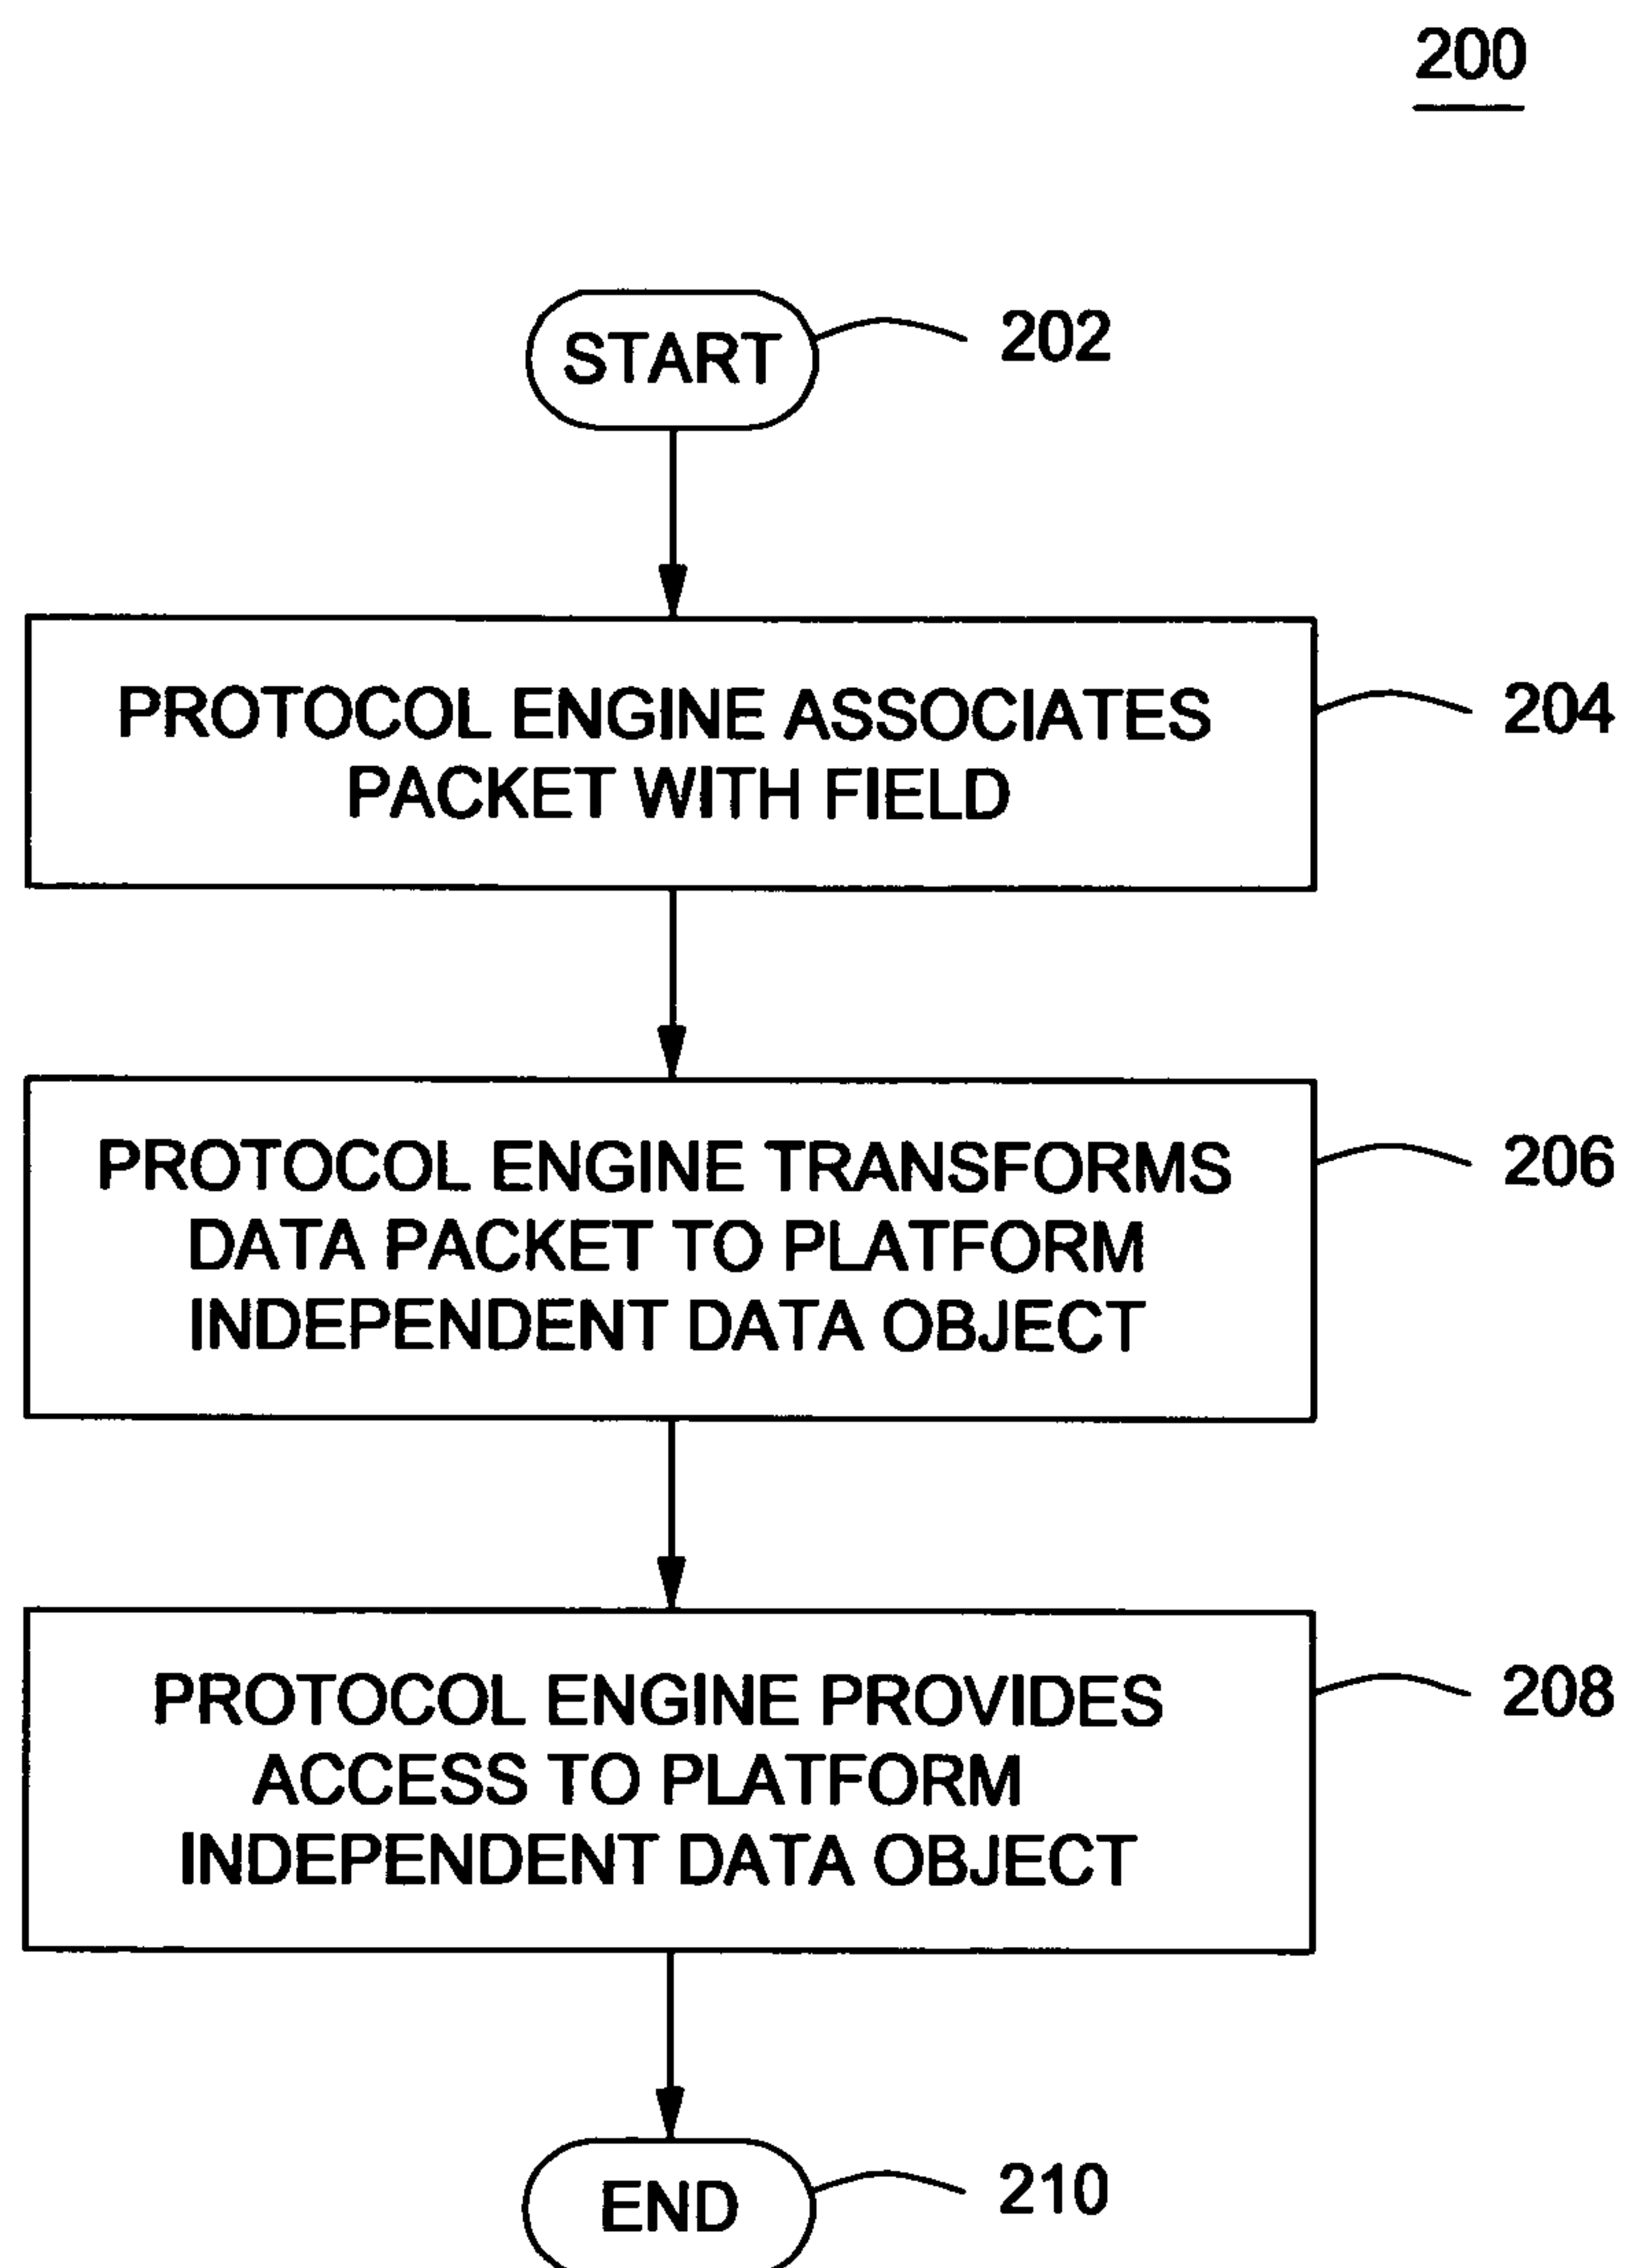 200
START
202
PROTOCOL ENGINE ASSOCIATES
PACKET WITH FIELD
204
PROTOCOL ENGINE TRANSFORMS
DATA PACKET TO PLATFORM
INDEPENDENT DATA OBJECT
206
PROTOCOL ENGINE PROVIDES
ACCESS TO PLATFORM
INDEPENDENT DATA OBJECT
208
END
210